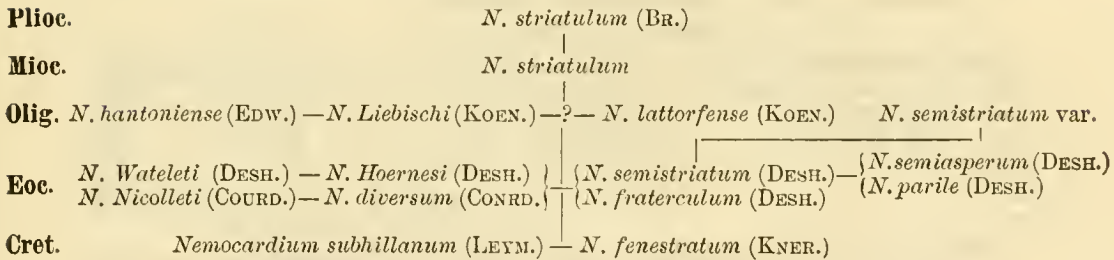 Plioc. N. striatulum (Br.)
Mioc. N. striatulum
Olig. N. hantoniense (Edw.) — N. Liebischi (Koen.) — ? — N. lattorfense (Koen.) N. semistriatum var.
Eoc. N. Wateleti (Desh.) — N. Hoernesi (Desh.) } { N. semistriatum (Desh.) — { N. semiasperum (Desh.)
N. Nicolleti (Courd.) — N. diversum (Conrd.) } { N. fraterculum (Desh.) { N. parile (Desh.)
Cret. Nemocardium subhillanum (Leym.) — N. fenestratum (Kner.)